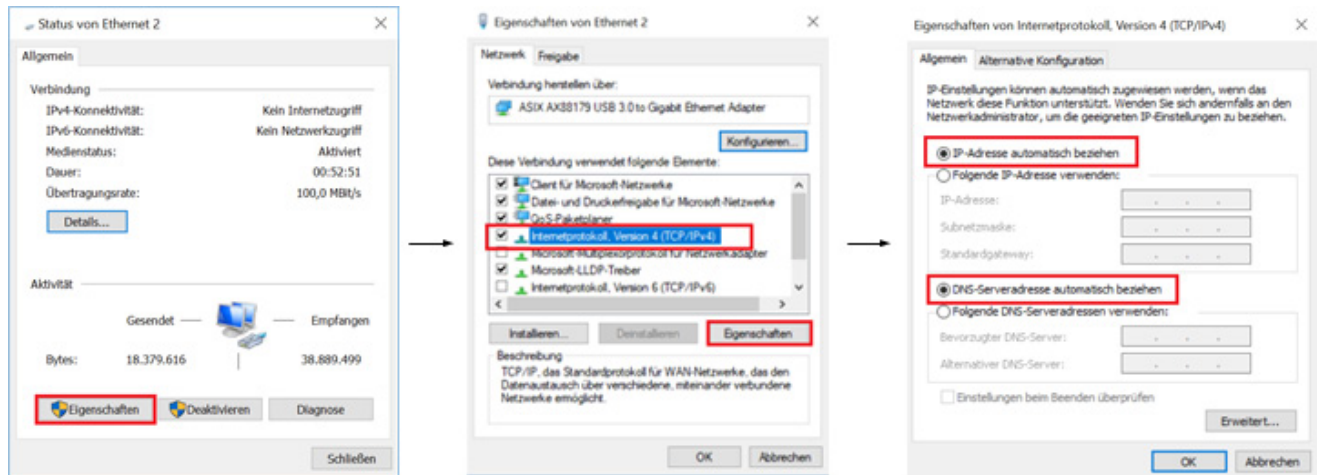 Status von Ethernet 2
Allgemein
Verbindung
IPv4-Konnektivität: Kein Internetzugriff
IPv6-Konnektivität: Kein Netzwerkzugriff
Medienstatus: Aktiviert
Dauer: 00:52:51
Übertragungsrate: 100,0 MBit/s
Details...
Aktivität
Gesendet — — Empfangen
Bytes: 18.379.616 38.889.499
Eigenschaften Deaktivieren Diagnose
Schließen
Eigenschaften von Ethernet 2
Netzwerk Freigabe
Verbindung herstellen über:
ASIX AX88179 USB 3.0 to Gigabit Ethernet Adapter
Konfigurieren...
Diese Verbindung verwendet folgende Elemente:
Client für Microsoft-Netzwerke
Datei- und Druckerfreigabe für Microsoft-Netzwerke
QoS-Paketplaner
Internetprotokoll, Version 4 (TCP/IPv4)
Microsoft-Multiplexorprotokoll für Netzwerkadapter
Microsoft-LLDP-Treiber
Internetprotokoll, Version 6 (TCP/IPv6)
Installieren... Deinstallieren Eigenschaften
Beschreibung
TCP/IP, das Standardprotokoll für WAN-Netzwerke, das den
Datenaustausch über verschiedene, miteinander verbundene
Netzwerke ermöglicht.
OK Abbrechen
Eigenschaften von Internetprotokoll, Version 4 (TCP/IPv4)
Allgemein Alternative Konfiguration
IP-Einstellungen können automatisch zugewiesen werden, wenn das
Netzwerk diese Funktion unterstützt. Wenden Sie sich andernfalls an den
Netzwerkadministrator, um die geeigneten IP-Einstellungen zu beziehen.
IP-Adresse automatisch beziehen
Folgende IP-Adresse verwenden:
IP-Adresse:
Subnetzmaske:
Standardgateway:
DNS-Serveradresse automatisch beziehen
Folgende DNS-Serveradressen verwenden:
Bevorzugter DNS-Server:
Alternativer DNS-Server:
Einstellungen beim Beenden überprüfen
Erweitert...
OK Abbrechen